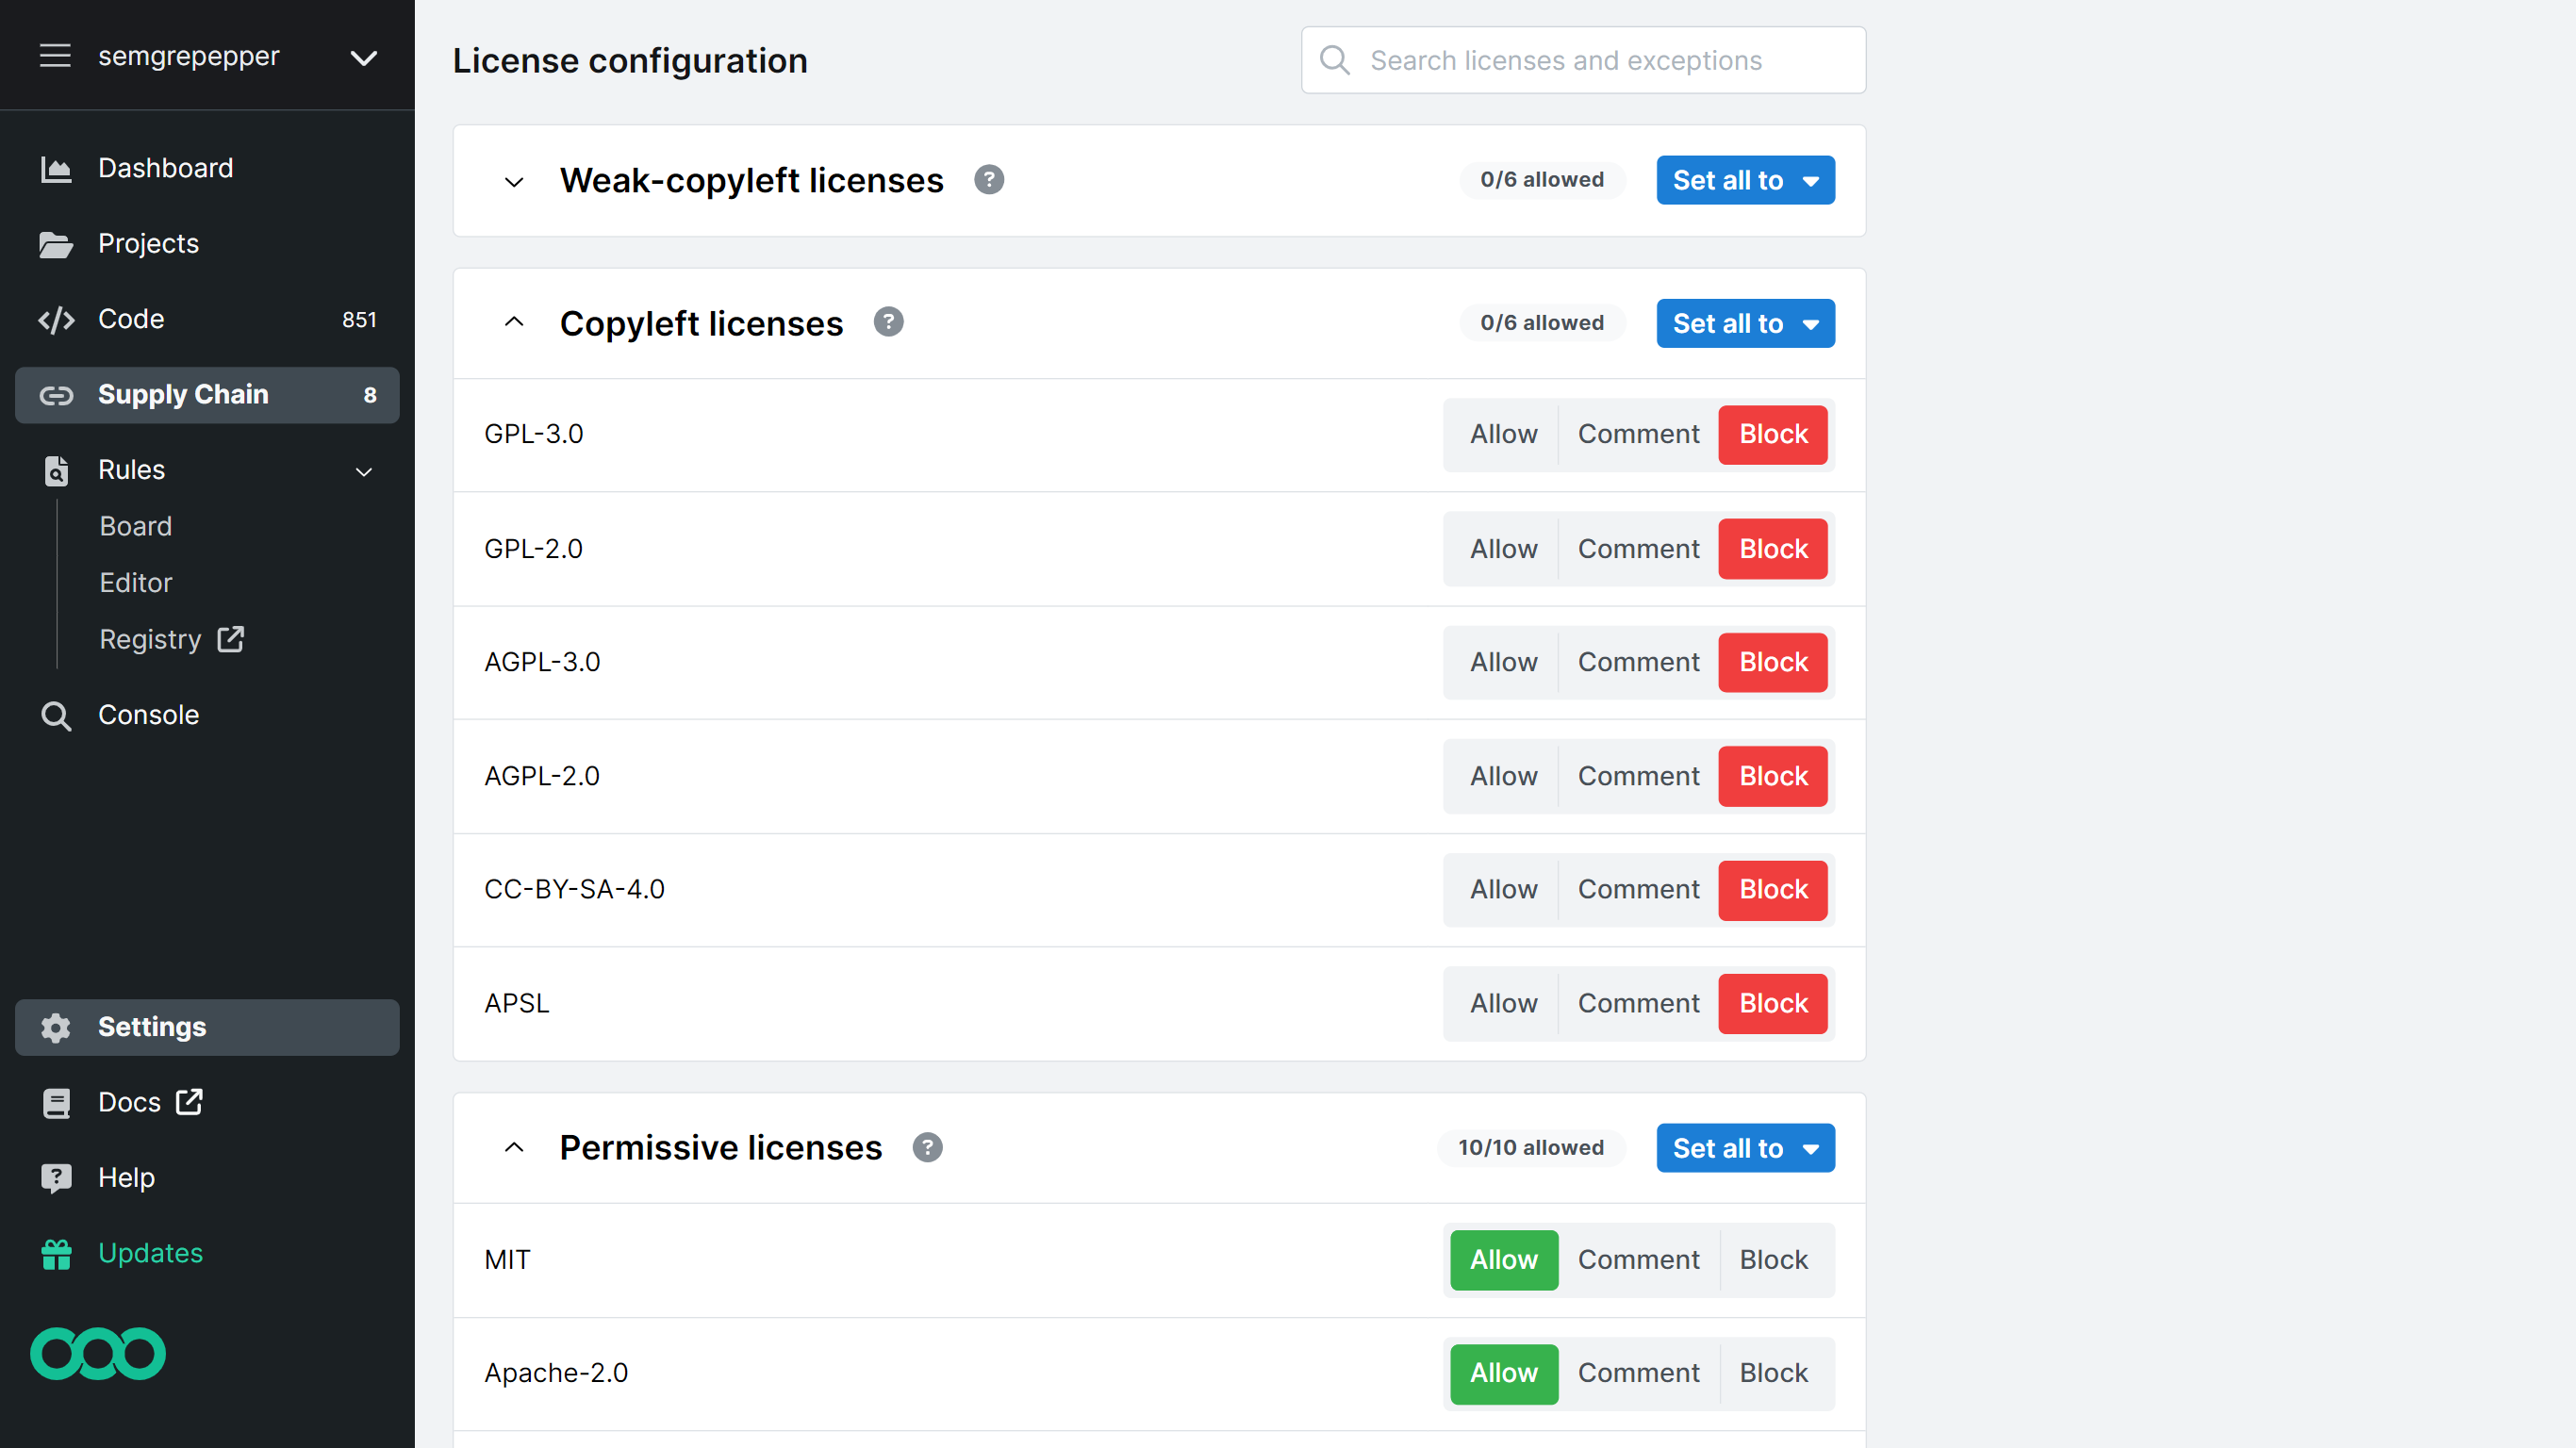 semgrepepper
Dashboard
Projects
Code 851
Supply Chain 8
Rules
Board
Editor
Registry
Console
Settings
Docs
Help
Updates
License configuration
Search licenses and exceptions
Weak-copyleft licenses ? 0/6 allowed Set all to
Copyleft licenses ? 0/6 allowed Set all to
GPL-3.0 Allow Comment Block
GPL-2.0 Allow Comment Block
AGPL-3.0 Allow Comment Block
AGPL-2.0 Allow Comment Block
CC-BY-SA-4.0 Allow Comment Block
APSL Allow Comment Block
Permissive licenses ? 10/10 allowed Set all to
MIT Allow Comment Block
Apache-2.0 Allow Comment Block